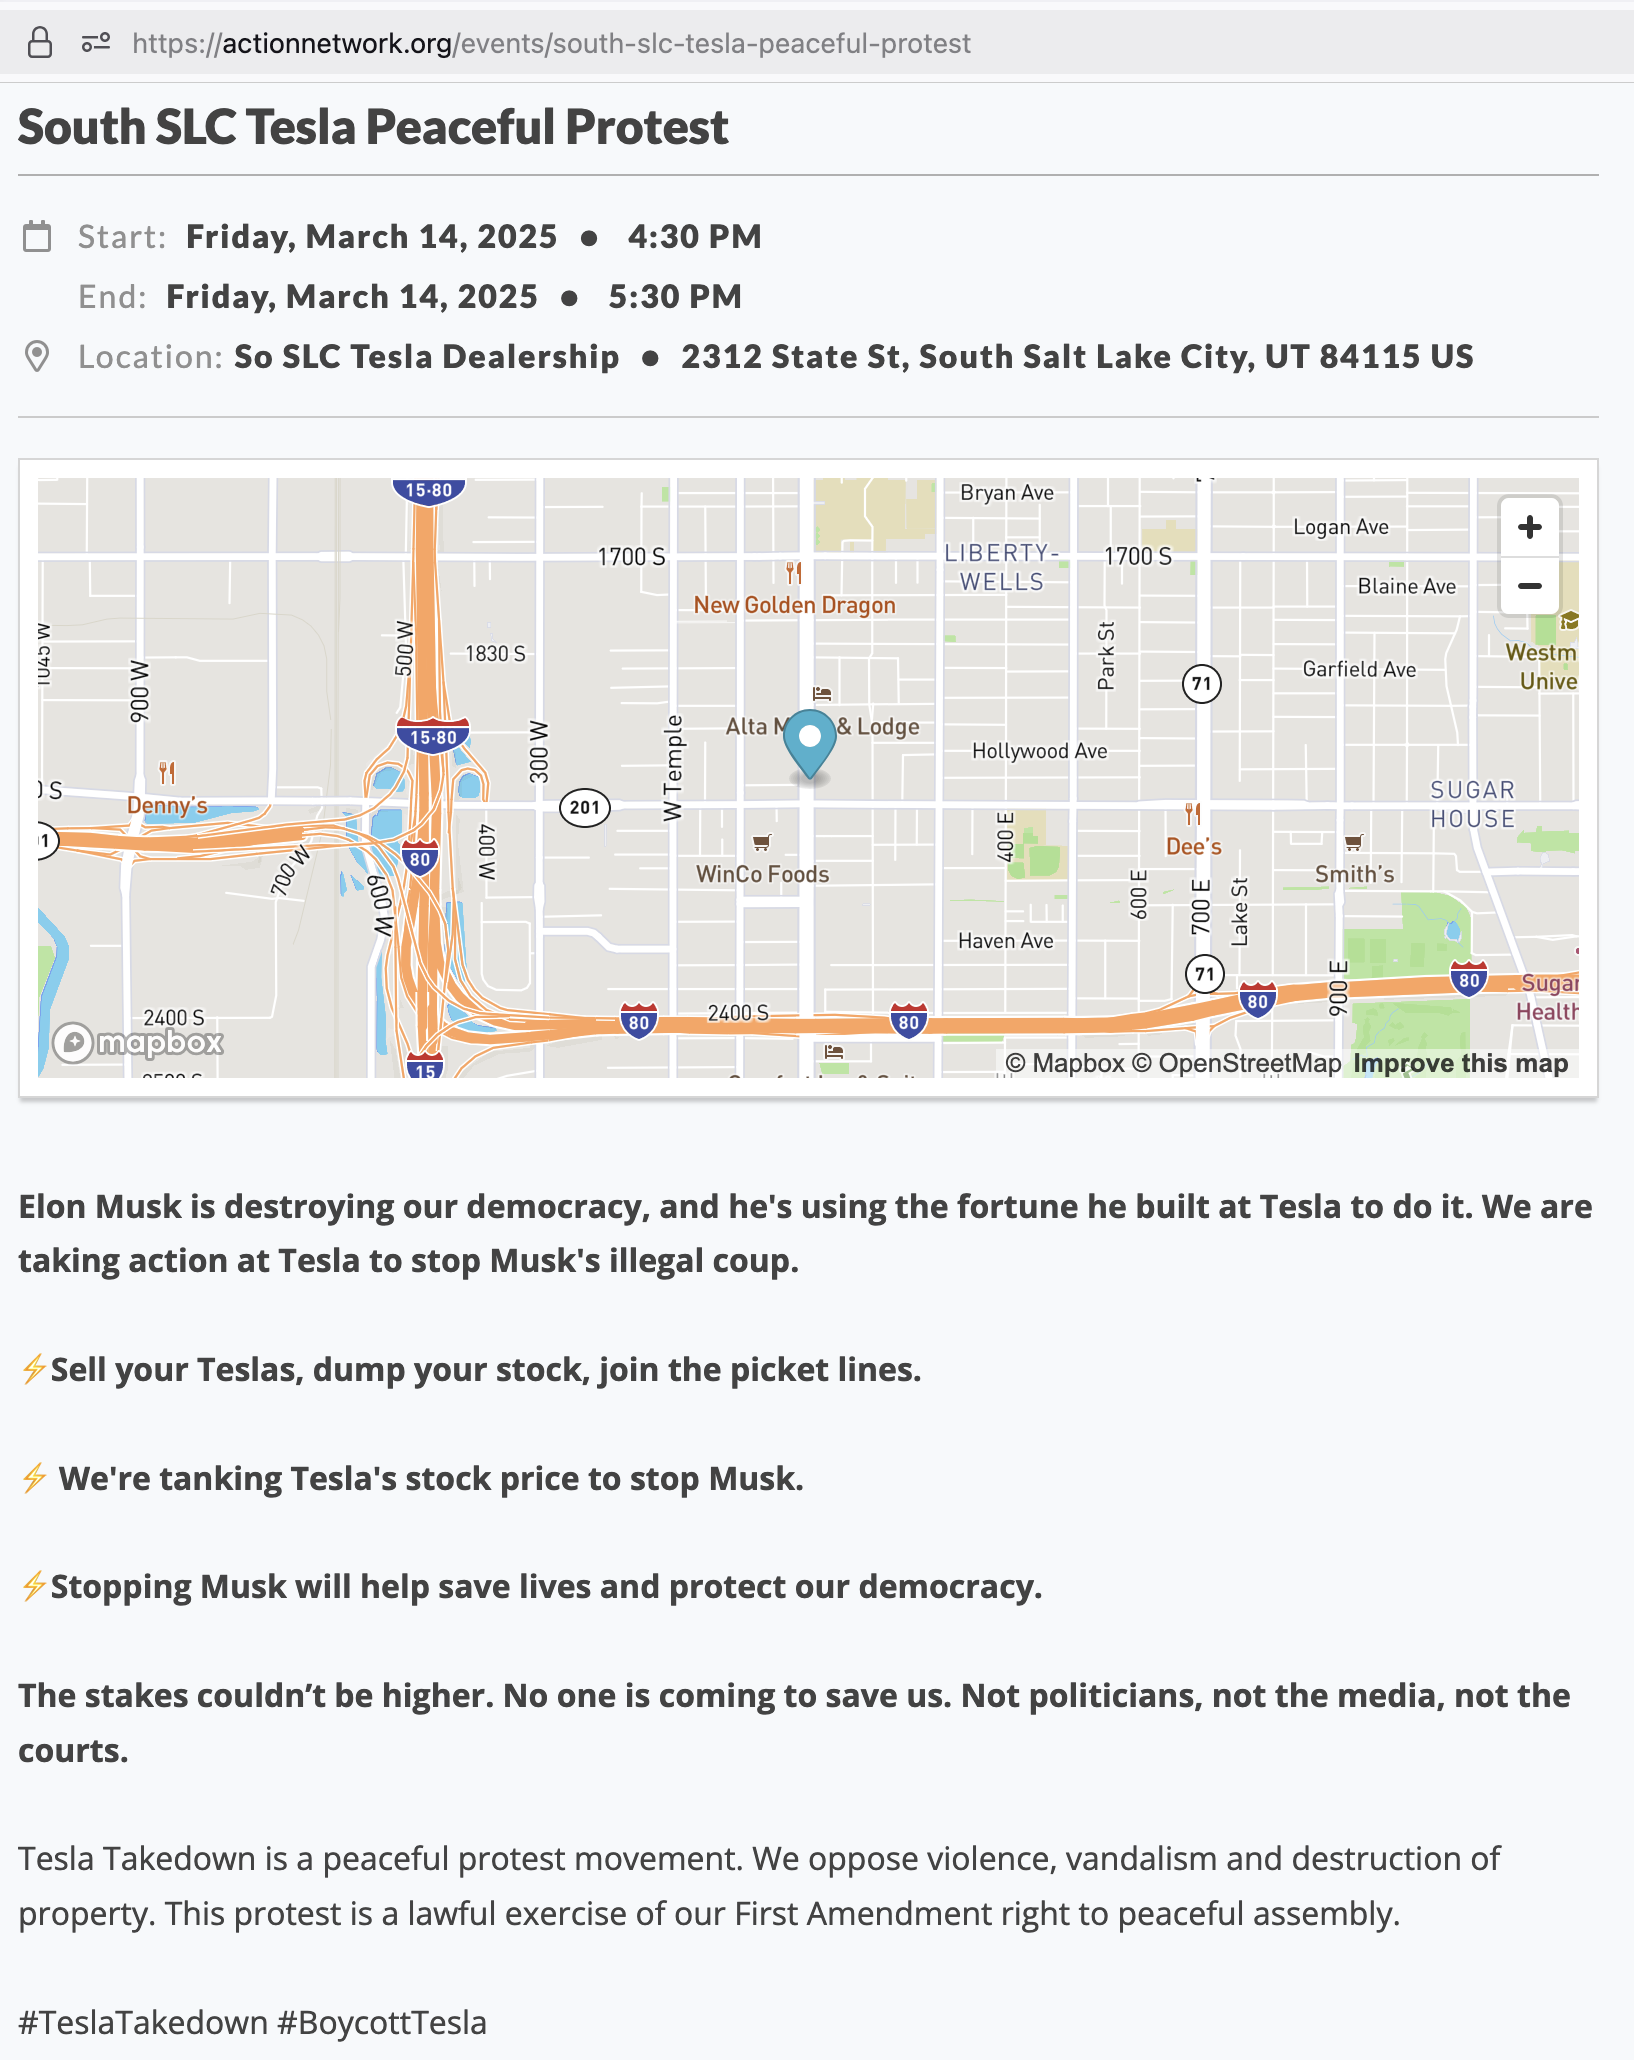 https://actionnetwork.org/events/south-slc-tesla-peaceful-protest
South SLC Tesla Peaceful Protest
Start: Friday, March 14, 2025 ● 4:30 PM
End: Friday, March 14, 2025 ● 5:30 PM
Location: So SLC Tesla Dealership ● 2312 State St, South Salt Lake City, UT 84115 US
15-80
Bryan Ave
Logan Ave
+
1700 S
LIBERTY-
WELLS
1700 S
Blaine Ave
−
New Golden Dragon
1045 W
900 W
500 W
1830 S
Park St
71
Garfield Ave
Westm
Unive
15-80
300 W
W Temple
Alta M & Lodge
Hollywood Ave
0 S
Denny's
201
SUGAR
HOUSE
1
80
400 W
700 W
600 W
WinCo Foods
400 E
Dee's
Smith's
600 E
700 E
Lake St
Haven Ave
71
900 E
80
80
Sugar
Health
2400 S
80
2400 S
80
mapbox
15
© Mapbox © OpenStreetMap Improve this map
Elon Musk is destroying our democracy, and he's using the fortune he built at Tesla to do it. We are
taking action at Tesla to stop Musk's illegal coup.
⚡Sell your Teslas, dump your stock, join the picket lines.
⚡ We're tanking Tesla's stock price to stop Musk.
⚡Stopping Musk will help save lives and protect our democracy.
The stakes couldn’t be higher. No one is coming to save us. Not politicians, not the media, not the
courts.
Tesla Takedown is a peaceful protest movement. We oppose violence, vandalism and destruction of
property. This protest is a lawful exercise of our First Amendment right to peaceful assembly.
#TeslaTakedown #BoycottTesla